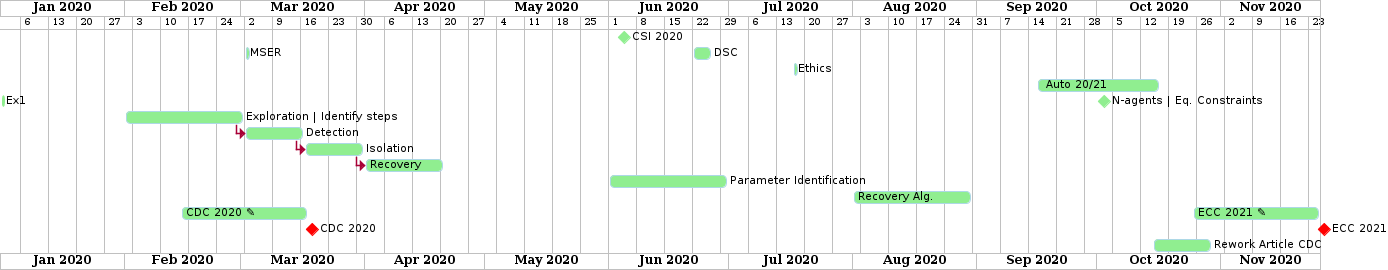 Jan 2020 Feb 2020 Mar 2020 Apr 2020 May 2020 Jun 2020 Jul 2020 Aug 2020 Sep 2020 Oct 2020 Nov 2020
6 13 20 27 3 10 17 24 2 9 16 23 30 6 13 20 27 4 11 18 25 1 8 15 22 29 6 13 20 27 3 10 17 24 31 7 14 21 28 5 12 19 26 2 9 16 23
CSI 2020
MSER DSC
Ethics
Auto 20/21
Ex1 N-agents | Eq. Constraints
Exploration | Identify steps
Detection
Isolation
Recovery
Parameter Identification
Recovery Alg.
CDC 2020 ✎ ECC 2021 ✎
CDC 2020 ECC 2021
Rework Article CDC
Jan 2020 Feb 2020 Mar 2020 Apr 2020 May 2020 Jun 2020 Jul 2020 Aug 2020 Sep 2020 Oct 2020 Nov 2020